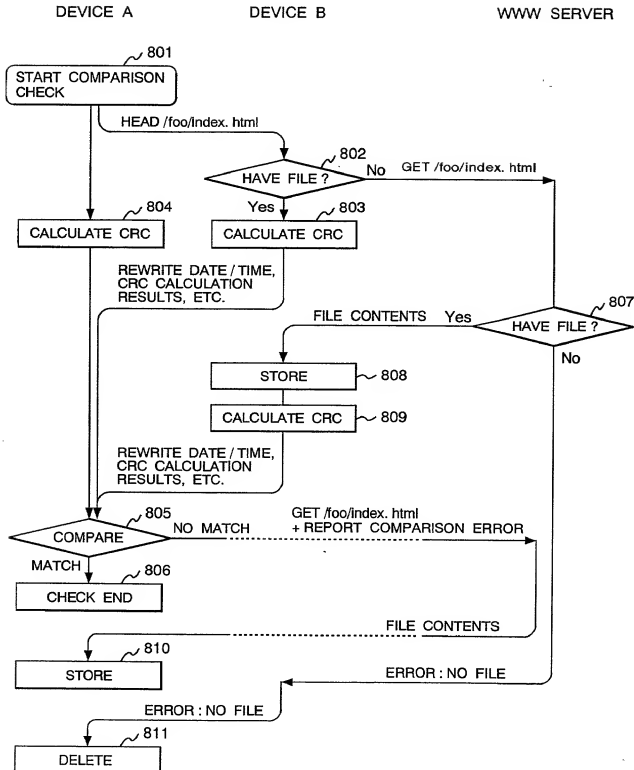 DEVICE A DEVICE B WWW SERVER
801
START COMPARISON
CHECK
HEAD /foo/index. html
802
HAVE FILE ?
No GET /foo/index. html
Yes
804
CALCULATE CRC
803
CALCULATE CRC
REWRITE DATE / TIME,
CRC CALCULATION
RESULTS, ETC.
807
HAVE FILE ?
FILE CONTENTS Yes
No
STORE 808
CALCULATE CRC 809
REWRITE DATE / TIME,
CRC CALCULATION
RESULTS, ETC.
805
COMPARE
NO MATCH
GET /foo/index. html
+ REPORT COMPARISON ERROR
MATCH
806
CHECK END
FILE CONTENTS
810
STORE
ERROR : NO FILE
ERROR : NO FILE
811
DELETE